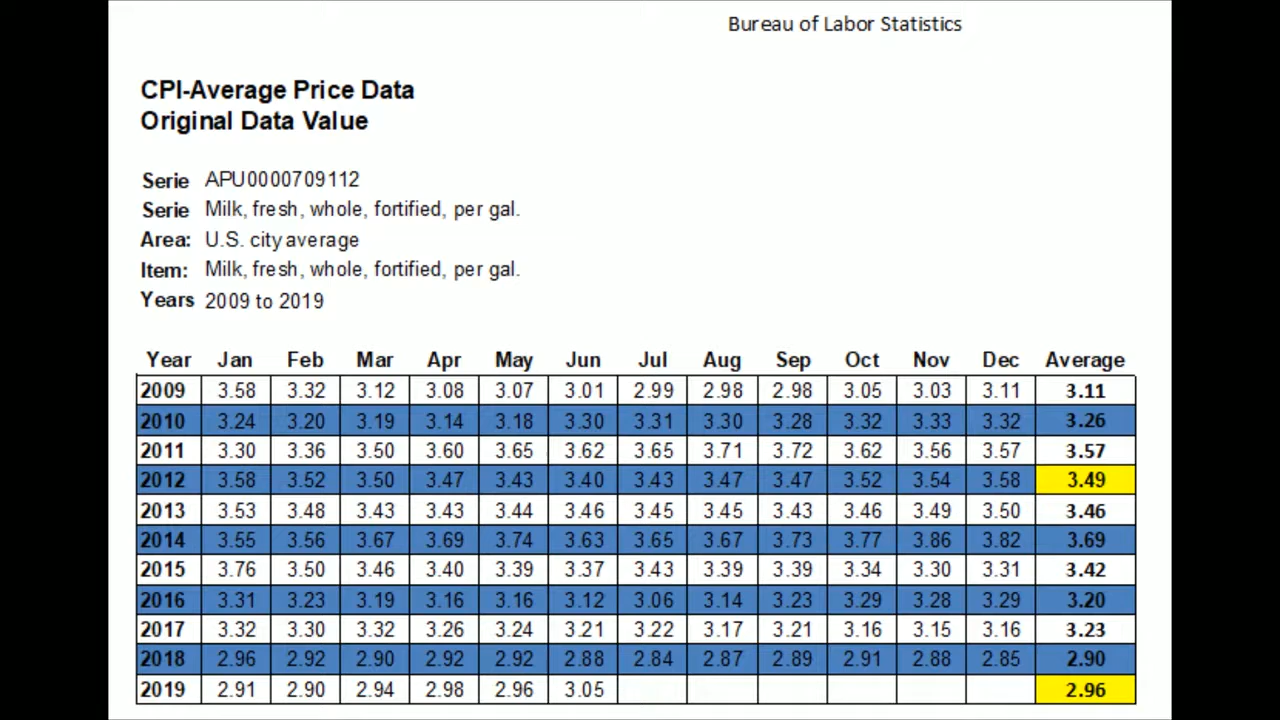 Bureau of Labor Statistics
CPI-Average Price Data
Original Data Value
Serie APU0000709112
Serie Milk, fresh, whole, fortified, per gal.
Area: U.S. city average
Item: Milk, fresh, whole, fortified, per gal.
Years 2009 to 2019
Year Jan Feb Mar Apr May Jun Jul Aug Sep Oct Nov Dec Average
2009 3.58 3.32 3.12 3.08 3.07 3.01 2.99 2.98 2.98 3.05 3.03 3.11 3.11
2010 3.24 3.20 3.19 3.14 3.18 3.30 3.31 3.30 3.28 3.32 3.33 3.32 3.26
2011 3.30 3.36 3.50 3.60 3.65 3.62 3.65 3.71 3.72 3.62 3.56 3.57 3.57
2012 3.58 3.52 3.50 3.47 3.43 3.40 3.43 3.47 3.47 3.52 3.54 3.58 3.49
2013 3.53 3.48 3.43 3.43 3.44 3.46 3.45 3.45 3.43 3.46 3.49 3.50 3.46
2014 3.55 3.56 3.67 3.69 3.74 3.63 3.65 3.67 3.73 3.77 3.86 3.82 3.69
2015 3.76 3.50 3.46 3.40 3.39 3.37 3.43 3.39 3.39 3.34 3.30 3.31 3.42
2016 3.31 3.23 3.19 3.16 3.16 3.12 3.06 3.14 3.23 3.29 3.28 3.29 3.20
2017 3.32 3.30 3.32 3.26 3.24 3.21 3.22 3.17 3.21 3.16 3.15 3.16 3.23
2018 2.96 2.92 2.90 2.92 2.92 2.88 2.84 2.87 2.89 2.91 2.88 2.85 2.90
2019 2.91 2.90 2.94 2.98 2.96 3.05 2.96